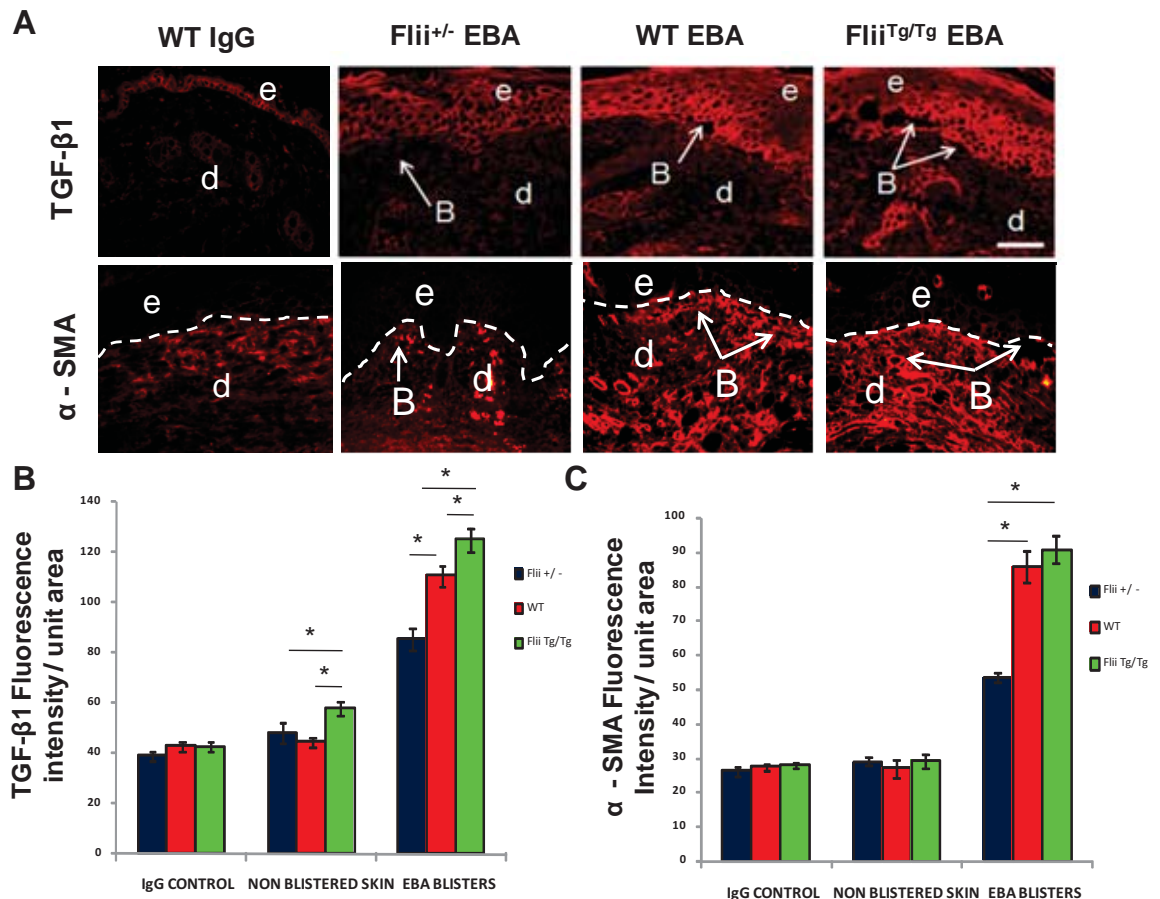 A
WT IgG
Flii+/- EBA
WT EBA
FliiTg/Tg EBA
TGF-β1
e
d
e
B
d
e
B
d
e
B
d
α - SMA
e
d
e
B
d
e
d
B
e
d
B
B
TGF-β1 Fluorescence
intensity/ unit area
140
120
100
80
60
40
20
0
*
*
*
*
*
Flii +/ -
WT
Flii Tg/Tg
IgG CONTROL
NON BLISTERED SKIN
EBA BLISTERS
C
α - SMA Fluorescence
Intensity/ unit area
100
90
80
70
60
50
40
30
20
10
0
*
*
Flii +/ -
WT
Flii Tg/Tg
IgG CONTROL
NON BLISTERED SKIN
EBA BLISTERS